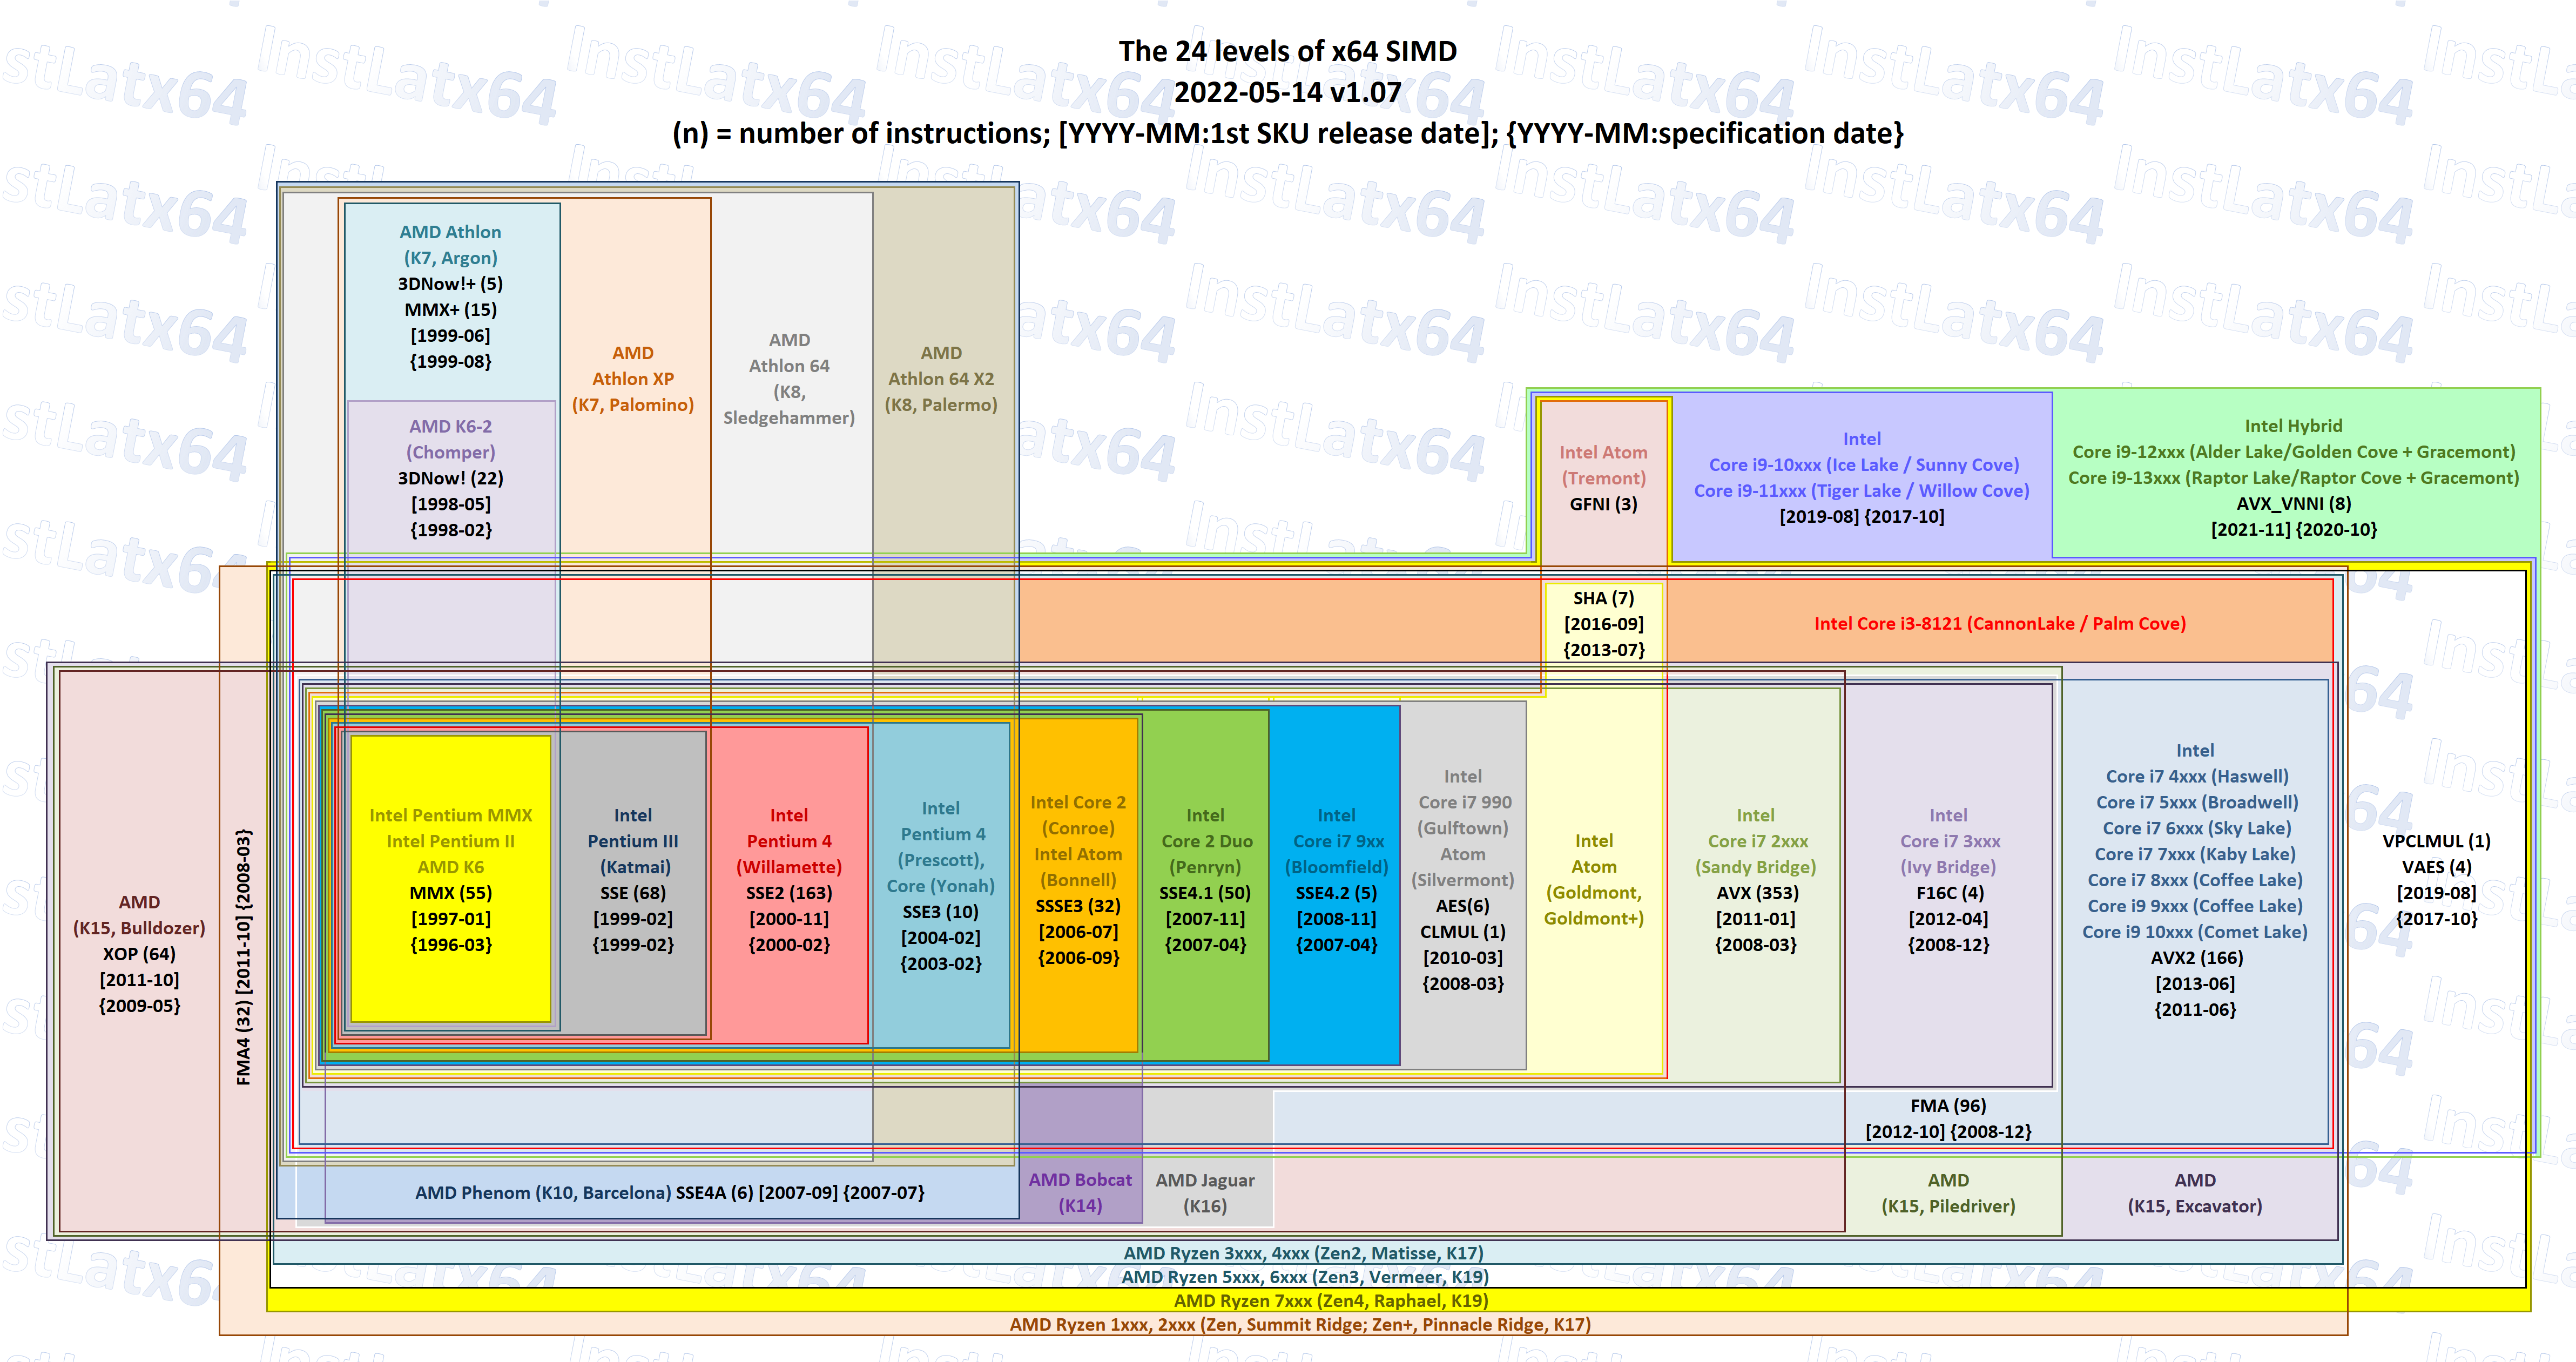 The 24 levels of x64 SIMD
2022-05-14 v1.07
(n) = number of instructions; [YYYY-MM:1st SKU release date]; {YYYY-MM:specification date}
AMD Athlon
(K7, Argon)
3DNow!+ (5)
MMX+ (15)
[1999-06]
{1999-08}
AMD K6-2
(Chomper)
3DNow! (22)
[1998-05]
{1998-02}
AMD
Athlon XP
(K7, Palomino)
AMD
Athlon 64
(K8,
Sledgehammer)
AMD
Athlon 64 X2
(K8, Palermo)
Intel Atom
(Tremont)
GFNI (3)
Intel
Core i9-10xxx (Ice Lake / Sunny Cove)
Core i9-11xxx (Tiger Lake / Willow Cove)
[2019-08] {2017-10}
Intel Hybrid
Core i9-12xxx (Alder Lake/Golden Cove + Gracemont)
Core i9-13xxx (Raptor Lake/Raptor Cove + Gracemont)
AVX_VNNI (8)
[2021-11] {2020-10}
SHA (7)
[2016-09]
{2013-07}
Intel Core i3-8121 (CannonLake / Palm Cove)
AMD
(K15, Bulldozer)
XOP (64)
[2011-10]
{2009-05}
FMA4 (32) [2011-10] {2008-03}
Intel Pentium MMX
Intel Pentium II
AMD K6
MMX (55)
[1997-01]
{1996-03}
Intel
Pentium III
(Katmai)
SSE (68)
[1999-02]
{1999-02}
Intel
Pentium 4
(Willamette)
SSE2 (163)
[2000-11]
{2000-02}
Intel
Pentium 4
(Prescott),
Core (Yonah)
SSE3 (10)
[2004-02]
{2003-02}
Intel Core 2
(Conroe)
Intel Atom
(Bonnell)
SSSE3 (32)
[2006-07]
{2006-09}
Intel
Core 2 Duo
(Penryn)
SSE4.1 (50)
[2007-11]
{2007-04}
Intel
Core i7 9xx
(Bloomfield)
SSE4.2 (5)
[2008-11]
{2007-04}
Intel
Core i7 990
(Gulftown)
Atom
(Silvermont)
AES(6)
CLMUL (1)
[2010-03]
{2008-03}
Intel
Atom
(Goldmont,
Goldmont+)
Intel
Core i7 2xxx
(Sandy Bridge)
AVX (353)
[2011-01]
{2008-03}
Intel
Core i7 3xxx
(Ivy Bridge)
F16C (4)
[2012-04]
{2008-12}
Intel
Core i7 4xxx (Haswell)
Core i7 5xxx (Broadwell)
Core i7 6xxx (Sky Lake)
Core i7 7xxx (Kaby Lake)
Core i7 8xxx (Coffee Lake)
Core i9 9xxx (Coffee Lake)
Core i9 10xxx (Comet Lake)
AVX2 (166)
[2013-06]
{2011-06}
VPCLMUL (1)
VAES (4)
[2019-08]
{2017-10}
FMA (96)
[2012-10] {2008-12}
AMD Phenom (K10, Barcelona) SSE4A (6) [2007-09] {2007-07}
AMD Bobcat
(K14)
AMD Jaguar
(K16)
AMD
(K15, Piledriver)
AMD
(K15, Excavator)
AMD Ryzen 3xxx, 4xxx (Zen2, Matisse, K17)
AMD Ryzen 5xxx, 6xxx (Zen3, Vermeer, K19)
AMD Ryzen 7xxx (Zen4, Raphael, K19)
AMD Ryzen 1xxx, 2xxx (Zen, Summit Ridge; Zen+, Pinnacle Ridge, K17)
InstLatx64